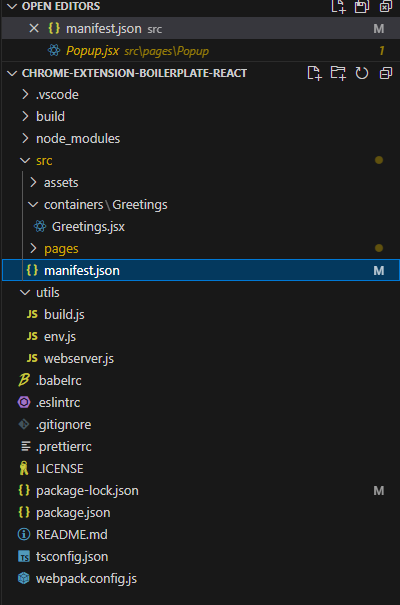 OPEN EDITORS
manifest.json src M
Popup.jsx src\pages\Popup 1
CHROME-EXTENSION-BOILERPLATE-REACT
.vscode
build
node_modules
src
assets
containers\Greetings
Greetings.jsx
pages
{} manifest.json M
utils
JS build.js
JS env.js
JS webserver.js
.babelrc
.eslintrc
.gitignore
.prettierrc
LICENSE
{} package-lock.json M
{} package.json
README.md
TS tsconfig.json
webpack.config.js